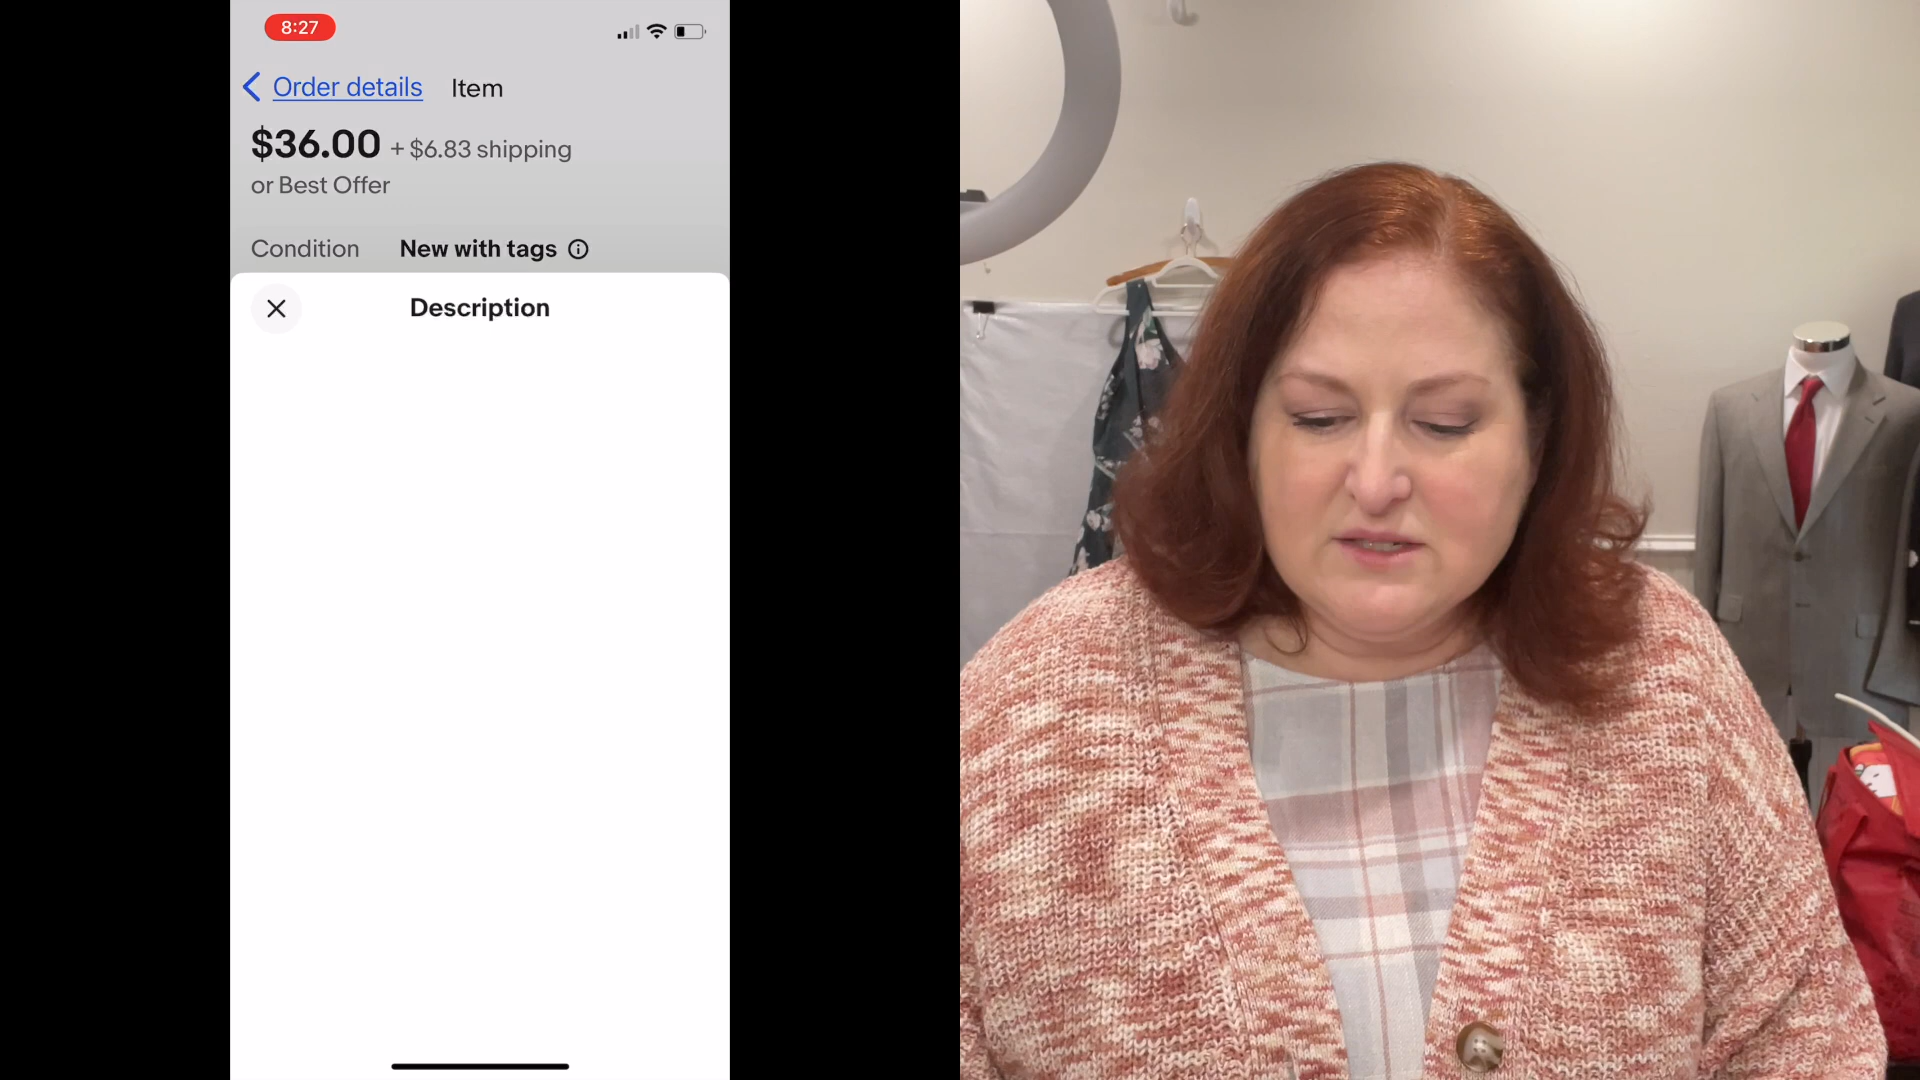 8:27
Order details Item
$36.00 + $6.83 shipping
or Best Offer
Condition New with tags
Description